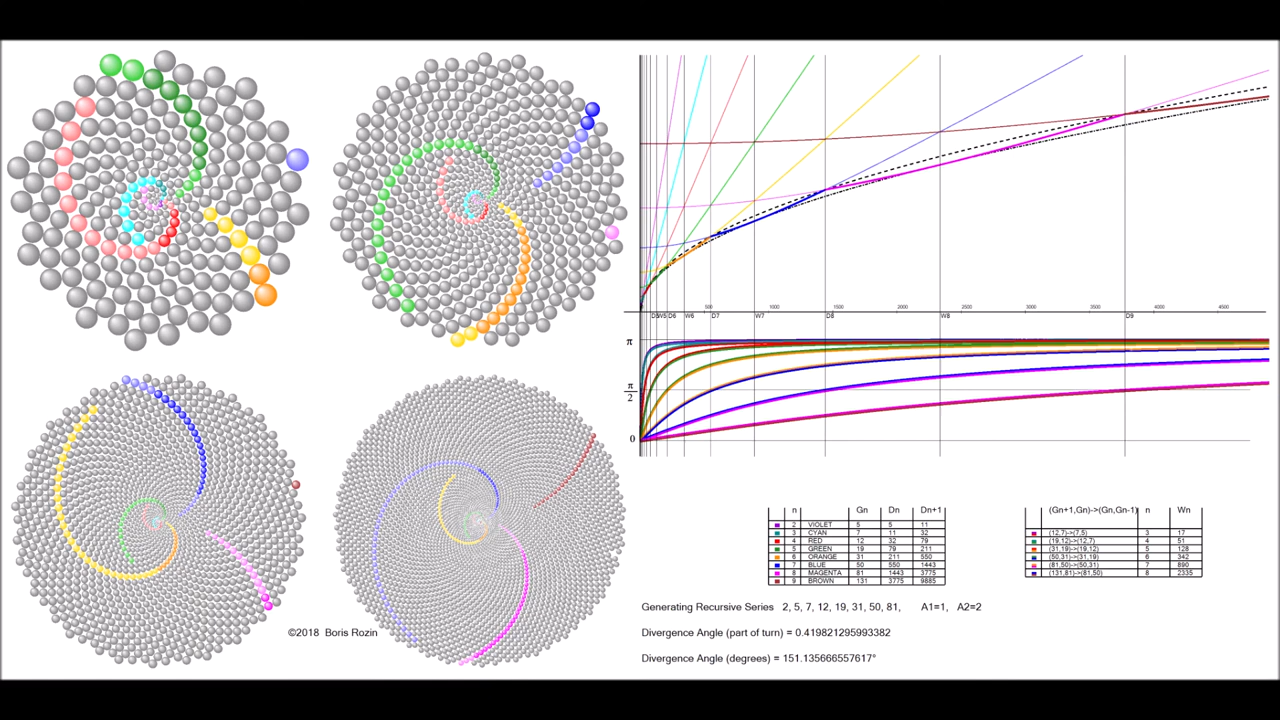 500 1000 1500 2000 2500 3000 3500 4000 4500
D5 W5 D6 W6 D7 W7 D8 W8 D9
π
π
2
0
n Gn Dn Dn+1
2 VIOLET 5 5 11
3 CYAN 7 11 32
4 RED 12 32 79
5 GREEN 19 79 211
6 ORANGE 31 211 550
7 BLUE 50 550 1443
8 MAGENTA 81 1443 3775
9 BROWN 131 3775 9885
(Gn+1,Gn)->(Gn,Gn-1) n Wn
(12,7)->(7,5) 3 17
(19,12)->(12,7) 4 51
(31,19)->(19,12) 5 128
(50,31)->(31,19) 6 342
(81,50)->(50,31) 7 890
(131,81)->(81,50) 8 2335
Generating Recursive Series 2, 5, 7, 12, 19, 31, 50, 81, A1=1, A2=2
©2018 Boris Rozin
Divergence Angle (part of turn) = 0.419821295993382
Divergence Angle (degrees) = 151.135666557617°